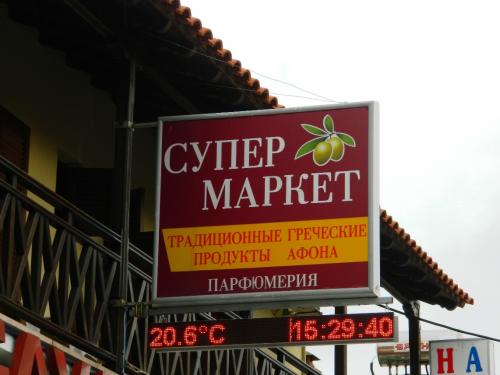 СУПЕР
МАРКЕТ
ТРАДИЦИОННЫЕ ГРЕЧЕСКИЕ
ПРОДУКТЫ АФОНА
ПАРФЮМЕРИЯ
20.6°C 15:29:40
НА